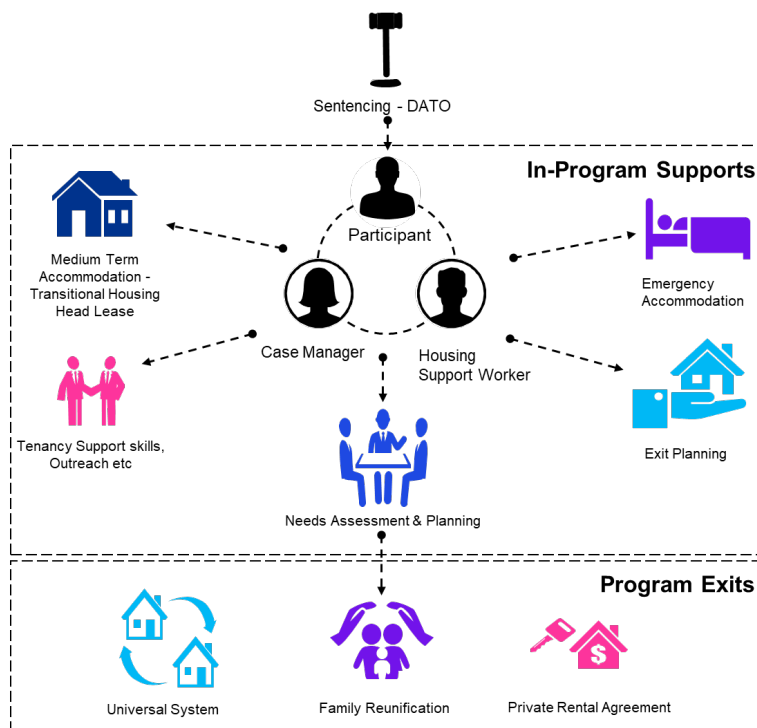 Sentencing - DATO
In-Program Supports
Participant
Medium Term
Accommodation -
Transitional Housing
Head Lease
Emergency
Accommodation
Case Manager
Housing
Support Worker
Tenancy Support skills,
Outreach etc
Exit Planning
Needs Assessment & Planning
Program Exits
$
Universal System
Family Reunification
Private Rental Agreement